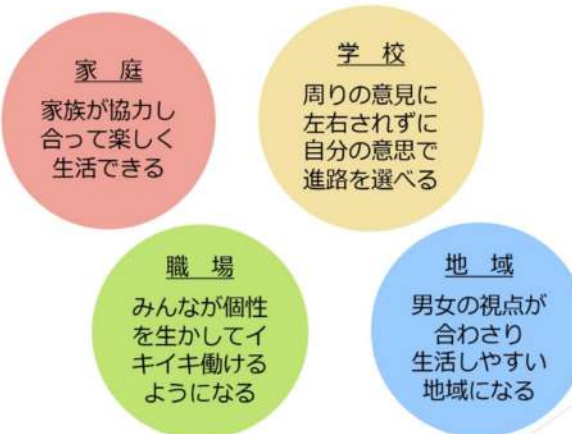 家 庭
家族が協力し
合って楽しく
生活できる
学 校
周りの意見に
左右されずに
自分の意思で
進路を選べる
職 場
みんなが個性
を生かしてイ
キイキ働ける
ようになる
地 域
男女の視点が
合わさり
生活しやすい
地域になる